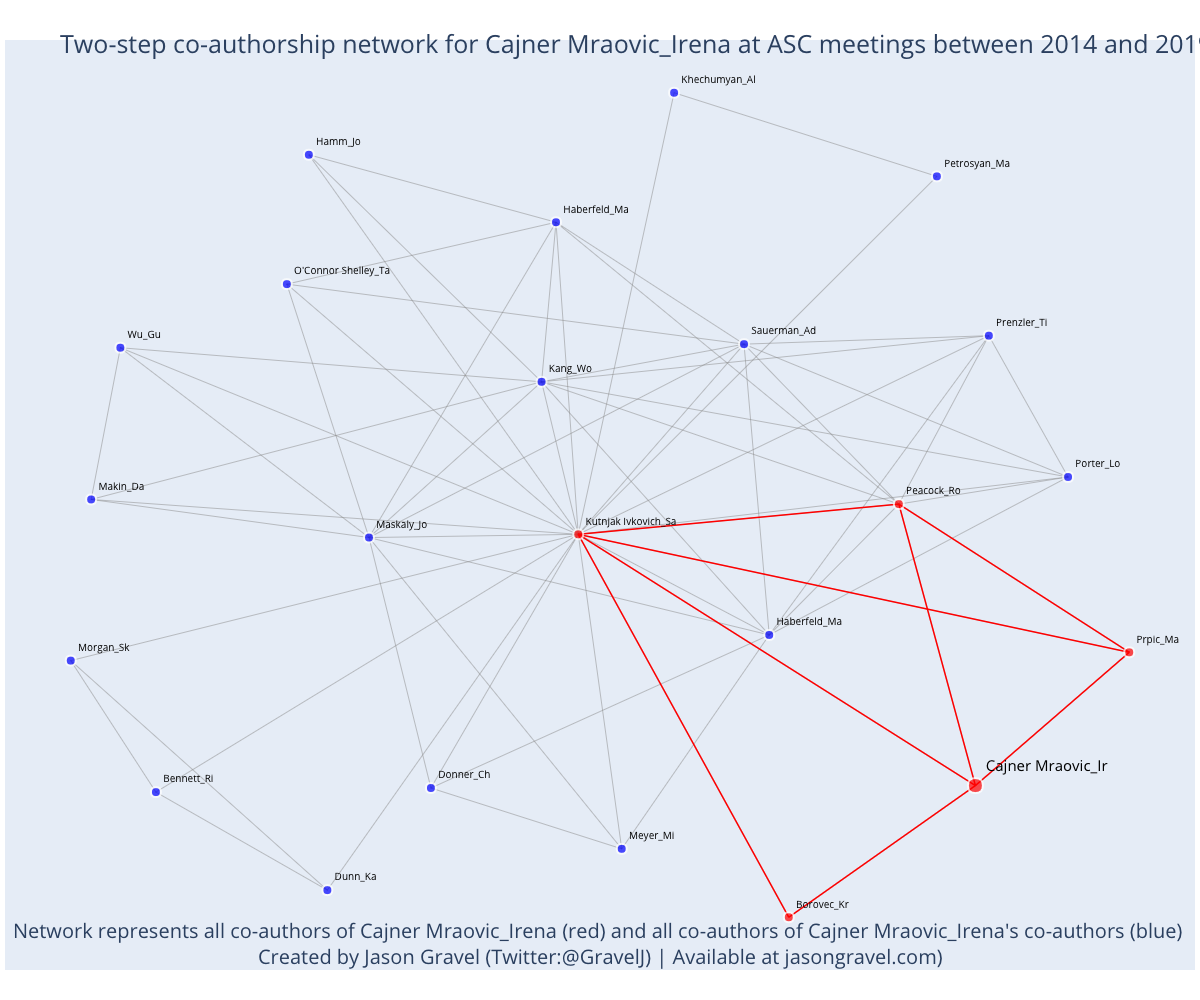 Two-step co-authorship network for Cajner Mraovic_Irena at ASC meetings between 2014 and 201
Khechumyan_Al
Hamm_Jo
Petrosyan_Ma
Haberfeld_Ma
O'Connor Shelley_Ta
Prenzler_Ti
Sauerman_Ad
Wu_Gu
Kang_Wo
Porter_Lo
Makin_Da
Peacock_Ro
Kutnjak Ivkovich_Sa
Maskaly_Jo
Haberfeld_Ma
Prpic_Ma
Morgan_Sk
Cajner Mraovic_Ir
Donner_Ch
Bennett_Ri
Meyer_Mi
Dunn_Ka
Borovec_Kr
Network represents all co-authors of Cajner Mraovic_Irena (red) and all co-authors of Cajner Mraovic_Irena's co-authors (blue)
Created by Jason Gravel (Twitter:@GravelJ) | Available at jasongravel.com)